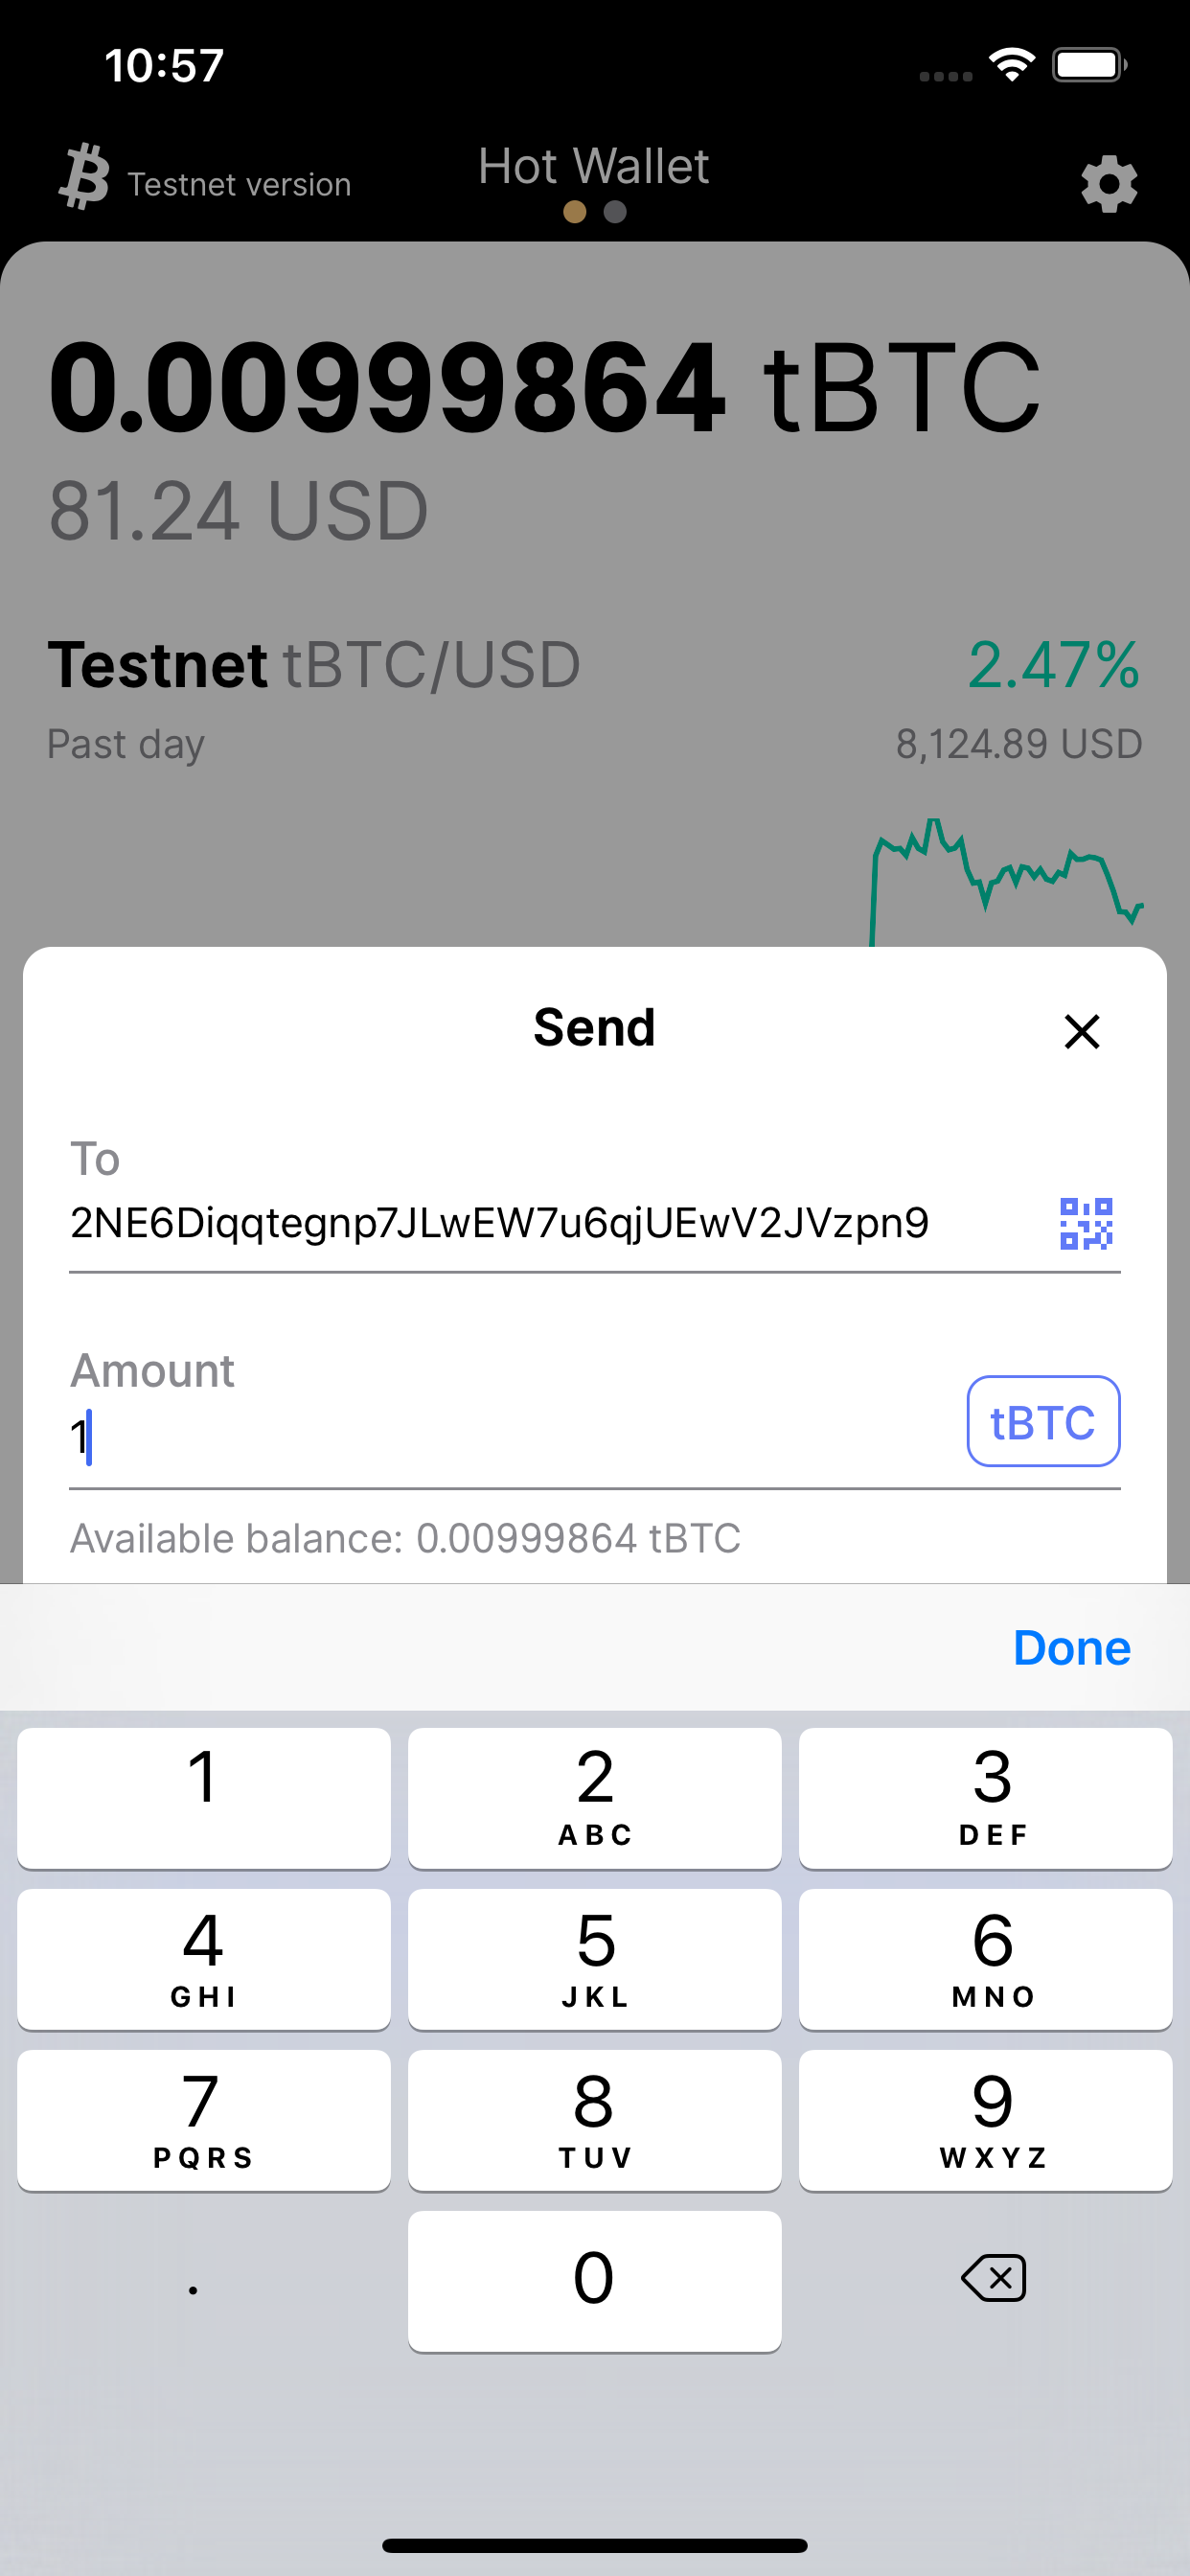 10:57
Testnet version
Hot Wallet
0.00999864 tBTC
81.24 USD
Testnet tBTC/USD
2.47%
Past day
8,124.89 USD
Send
To
2NE6Diqqtegnp7JLwEW7u6qjUEwV2JVzpn9
Amount
1
tBTC
Available balance: 0.00999864 tBTC
Done
1 2 3
ABC DEF
4 5 6
GHI JKL MNO
7 8 9
PQRS TUV WXYZ
. 0